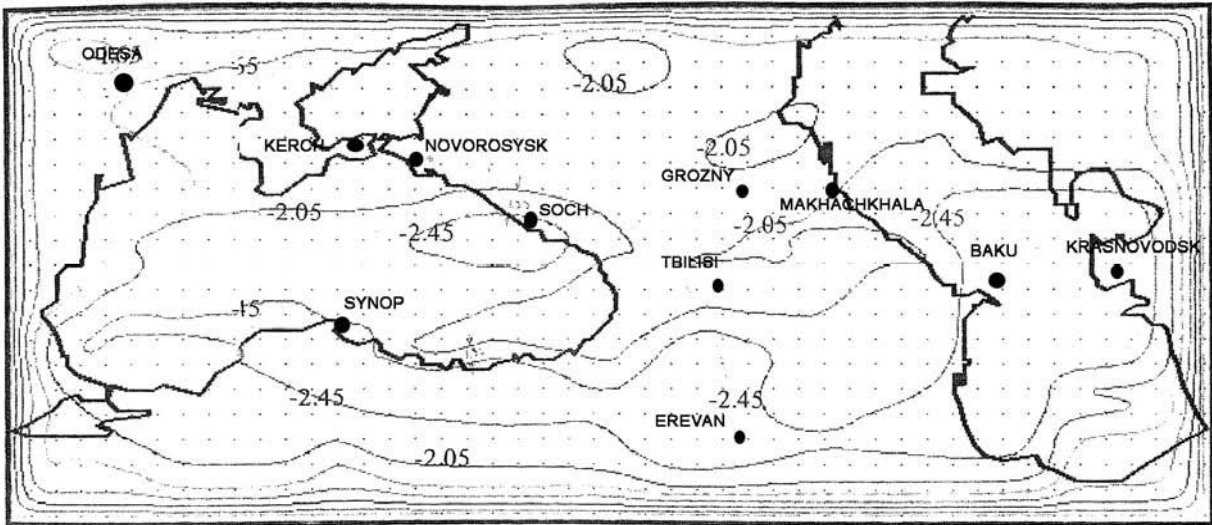 ODESA
-2.05
KERCH
NOVOROSYSK
-2.05
GROZNY
MAKHACHKHALA
-2.05
SOCH
-2.05
-2.45
-2.45
TBILISI
BAKU
KRASNOVODSK
SYNOP
-2.45
-2.45
EREVAN
-2.05